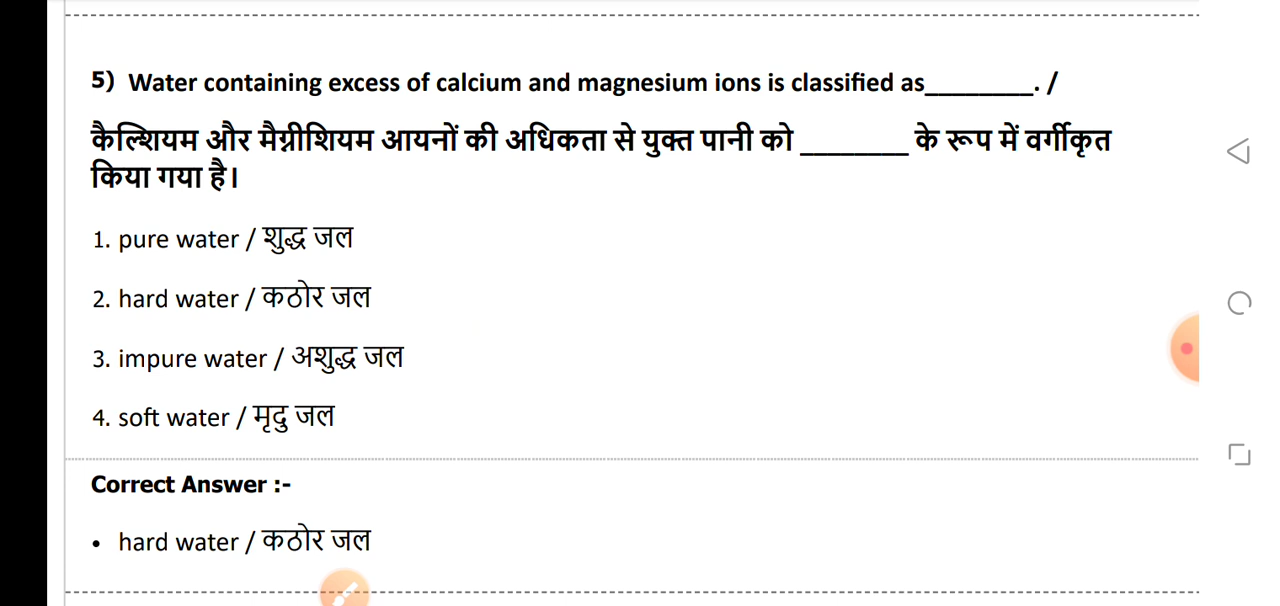 5) Water containing excess of calcium and magnesium ions is classified as________. /
कैल्शियम और मैग्नीशियम आयनों की अधिकता से युक्त पानी को ________ के रूप में वर्गीकृत
किया गया है।
1. pure water / शुद्ध जल
2. hard water / कठोर जल
3. impure water / अशुद्ध जल
4. soft water / मृदु जल
Correct Answer :-
• hard water / कठोर जल